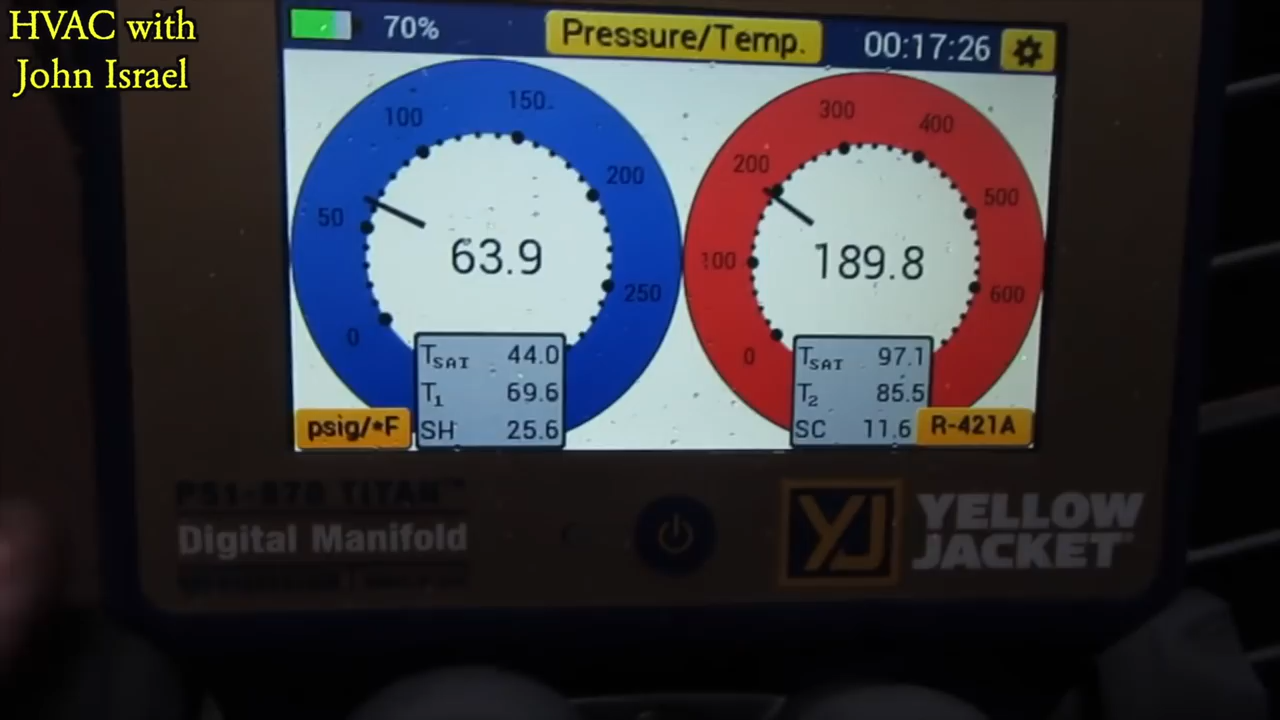 HVAC with
John Israel
70%
Pressure/Temp.
00:17:26
0
50
100
150
200
250
63.9
TSAT 44.0
T1 69.6
SH 25.6
psig/°F
0
100
200
300
400
500
600
189.8
TSAT 97.1
T2 85.5
SC 11.6
R-421A
Digital Manifold
YJ
YELLOW
JACKET